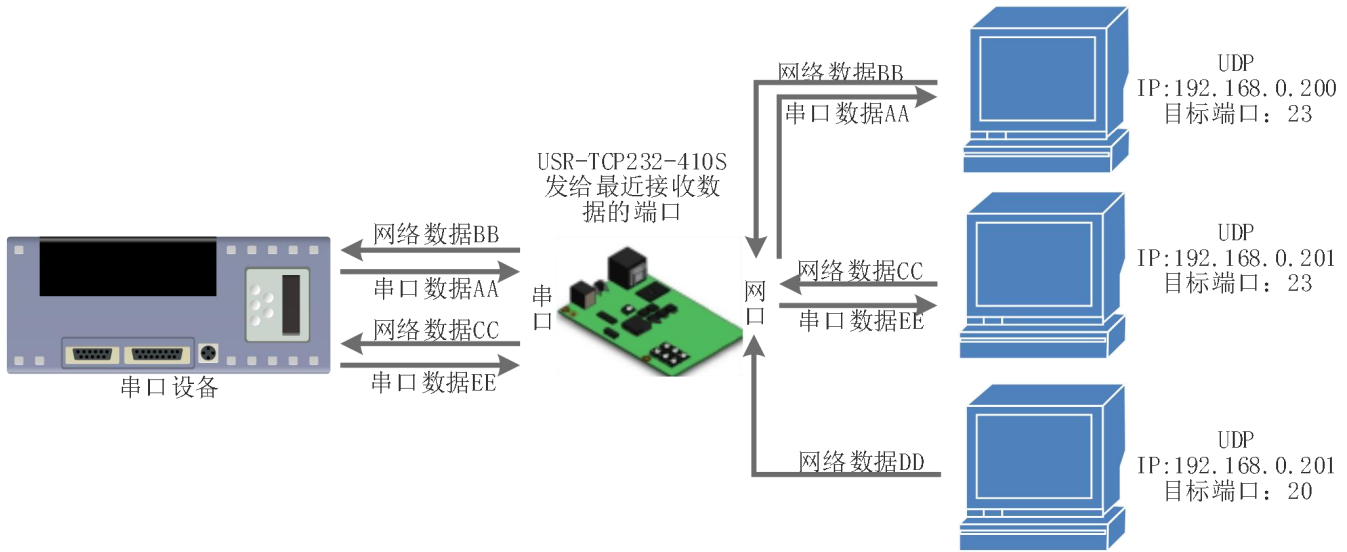 网络数据BB
串口数据AA
UDP
IP:192.168.0.200
目标端口：23
USR-TCP232-410S
发给最近接收数
据的端口
网络数据BB
串口数据AA
网络数据CC
串口数据EE
串口设备
串
口
网
口
网络数据CC
串口数据EE
UDP
IP:192.168.0.201
目标端口：23
网络数据DD
UDP
IP:192.168.0.201
目标端口：20